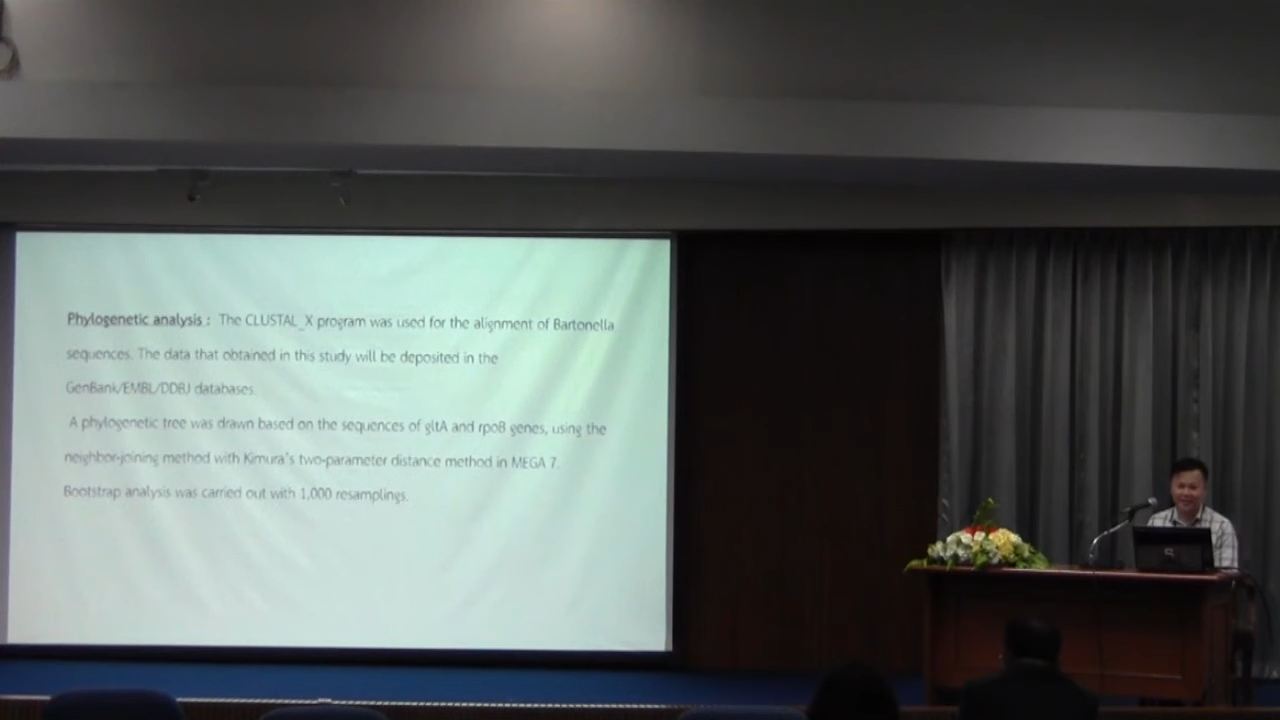 Phylogenetic analysis : The CLUSTAL_X program was used for the alignment of Bartonella
sequences. The data that obtained in this study will be deposited in the
GenBank/EMBL/DDBJ databases.
A phylogenetic tree was drawn based on the sequences of gltA and rpoB genes, using the
neighbor-joining method with Kimura's two-parameter distance method in MEGA 7.
Bootstrap analysis was carried out with 1,000 resamplings.